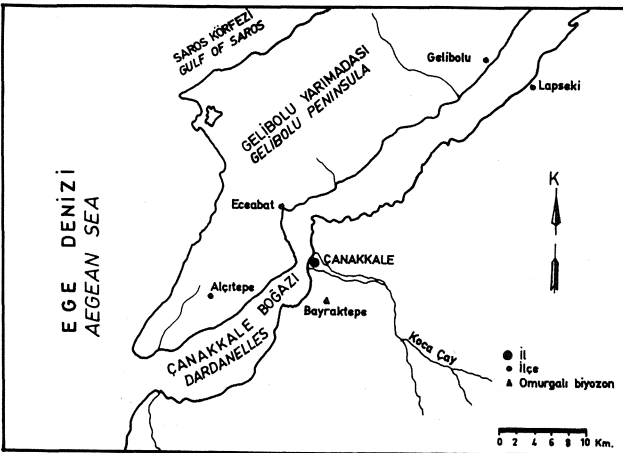 SAROS KÖRFEZİ
GULF OF SAROS
Gelibolu
Lapseki
GELİBOLU YARIMADASI
GELİBOLU PENINSULA
K
Eceabat
EGE DENİZİ
AEGEAN SEA
ÇANAKKALE
Alçıtepe
ÇANAKKALE BOĞAZI
DARDANELLES
Bayraktepe
Koca Çay
İl
İlçe
Omurgalı biyozon
0 2 4 6 8 10 Km.